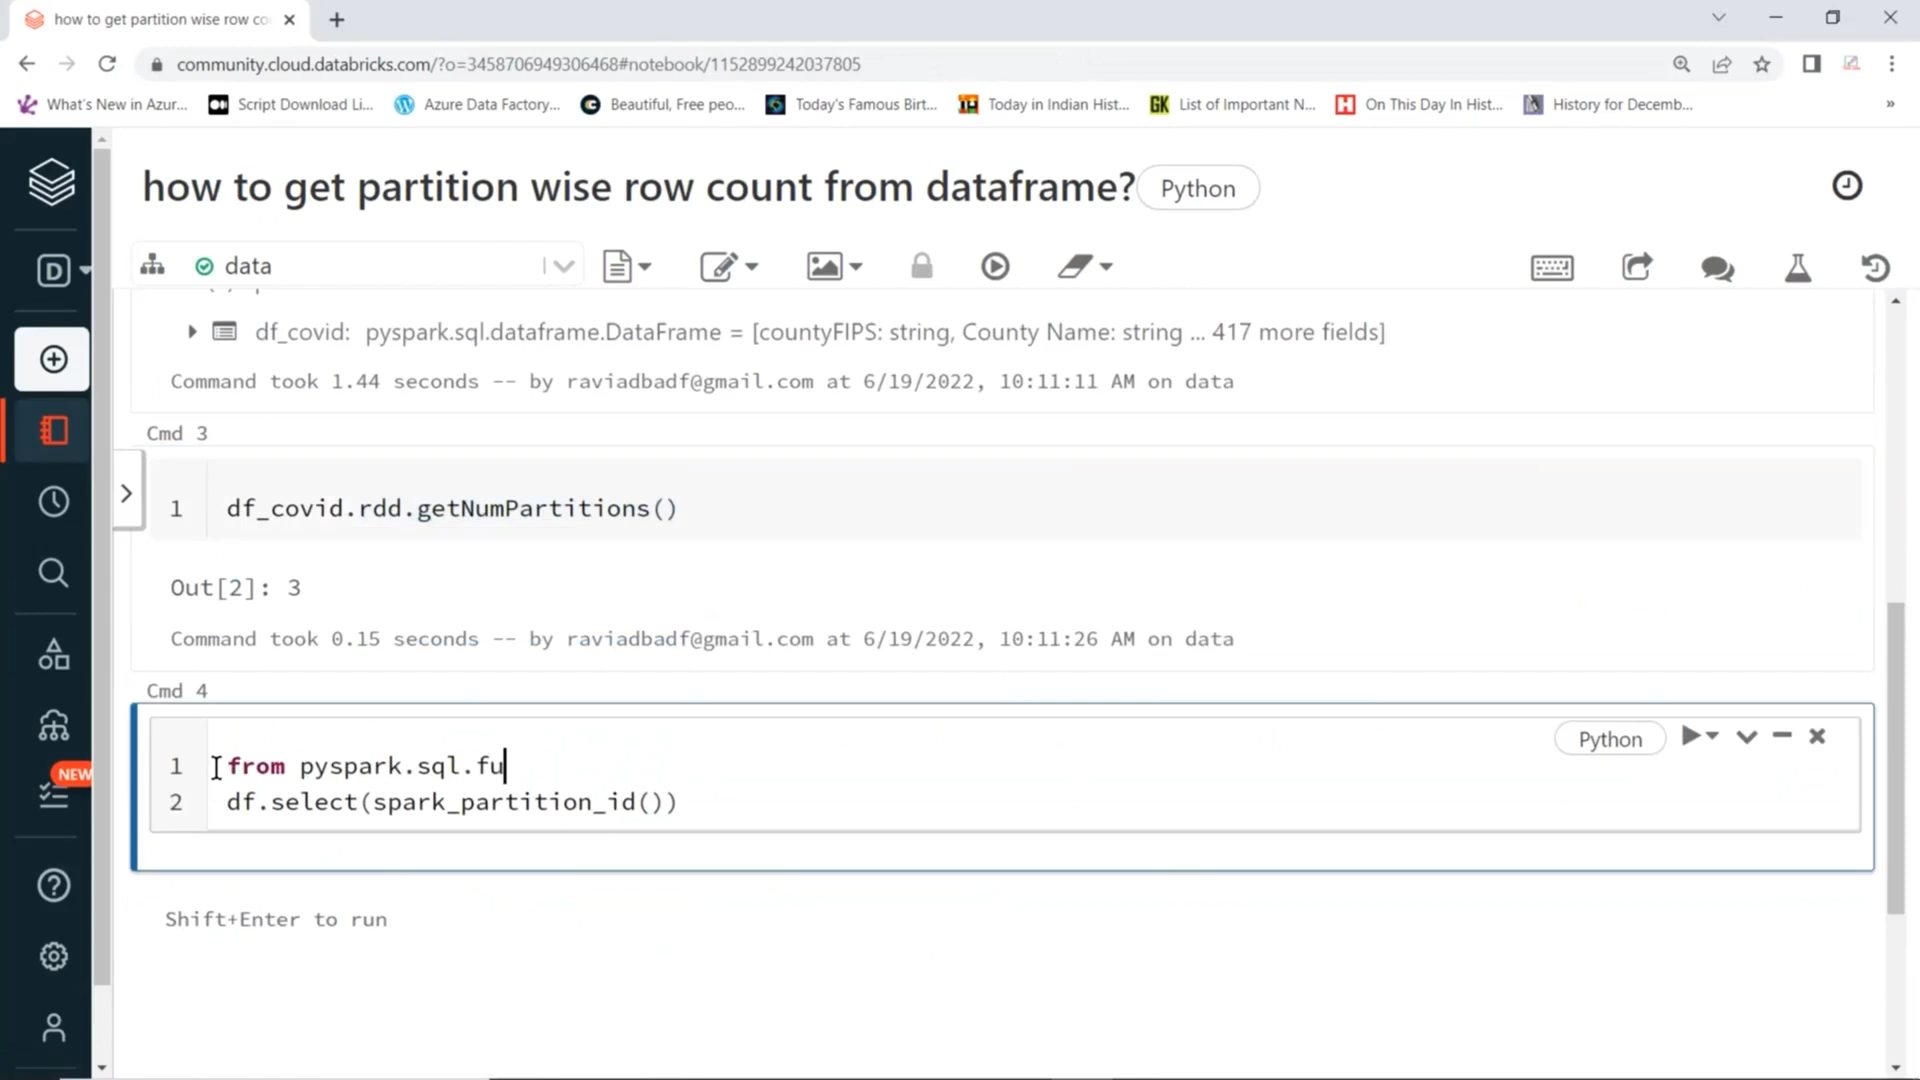 how to get partition wise row co
community.cloud.databricks.com/?o=3458706949306468#notebook/1152899242037805
What's New in Azur...
Script Download Li...
Azure Data Factory...
Beautiful, Free peo...
Today's Famous Birt...
Today in Indian Hist...
GK
List of Important N...
H
On This Day In Hist...
History for Decemb...
»
how to get partition wise row count from dataframe?
Python
D
data
df_covid: pyspark.sql.dataframe.DataFrame = [countyFIPS: string, County Name: string ... 417 more fields]
Command took 1.44 seconds -- by raviadbadf@gmail.com at 6/19/2022, 10:11:11 AM on data
Cmd 3
1 df_covid.rdd.getNumPartitions()
Out[2]: 3
Command took 0.15 seconds -- by raviadbadf@gmail.com at 6/19/2022, 10:11:26 AM on data
Cmd 4
Python
1 from pyspark.sql.fu
NEW
2 df.select(spark_partition_id())
Shift+Enter to run